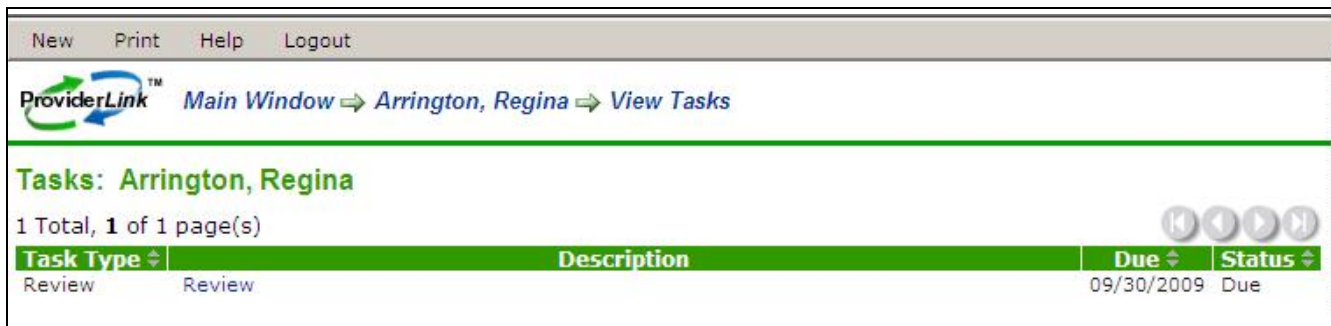 New Print Help Logout
ProviderLink™ Main Window ⇨ Arrington, Regina ⇨ View Tasks
Tasks: Arrington, Regina
1 Total, 1 of 1 page(s)
Task Type Description Due Status
Review Review 09/30/2009 Due